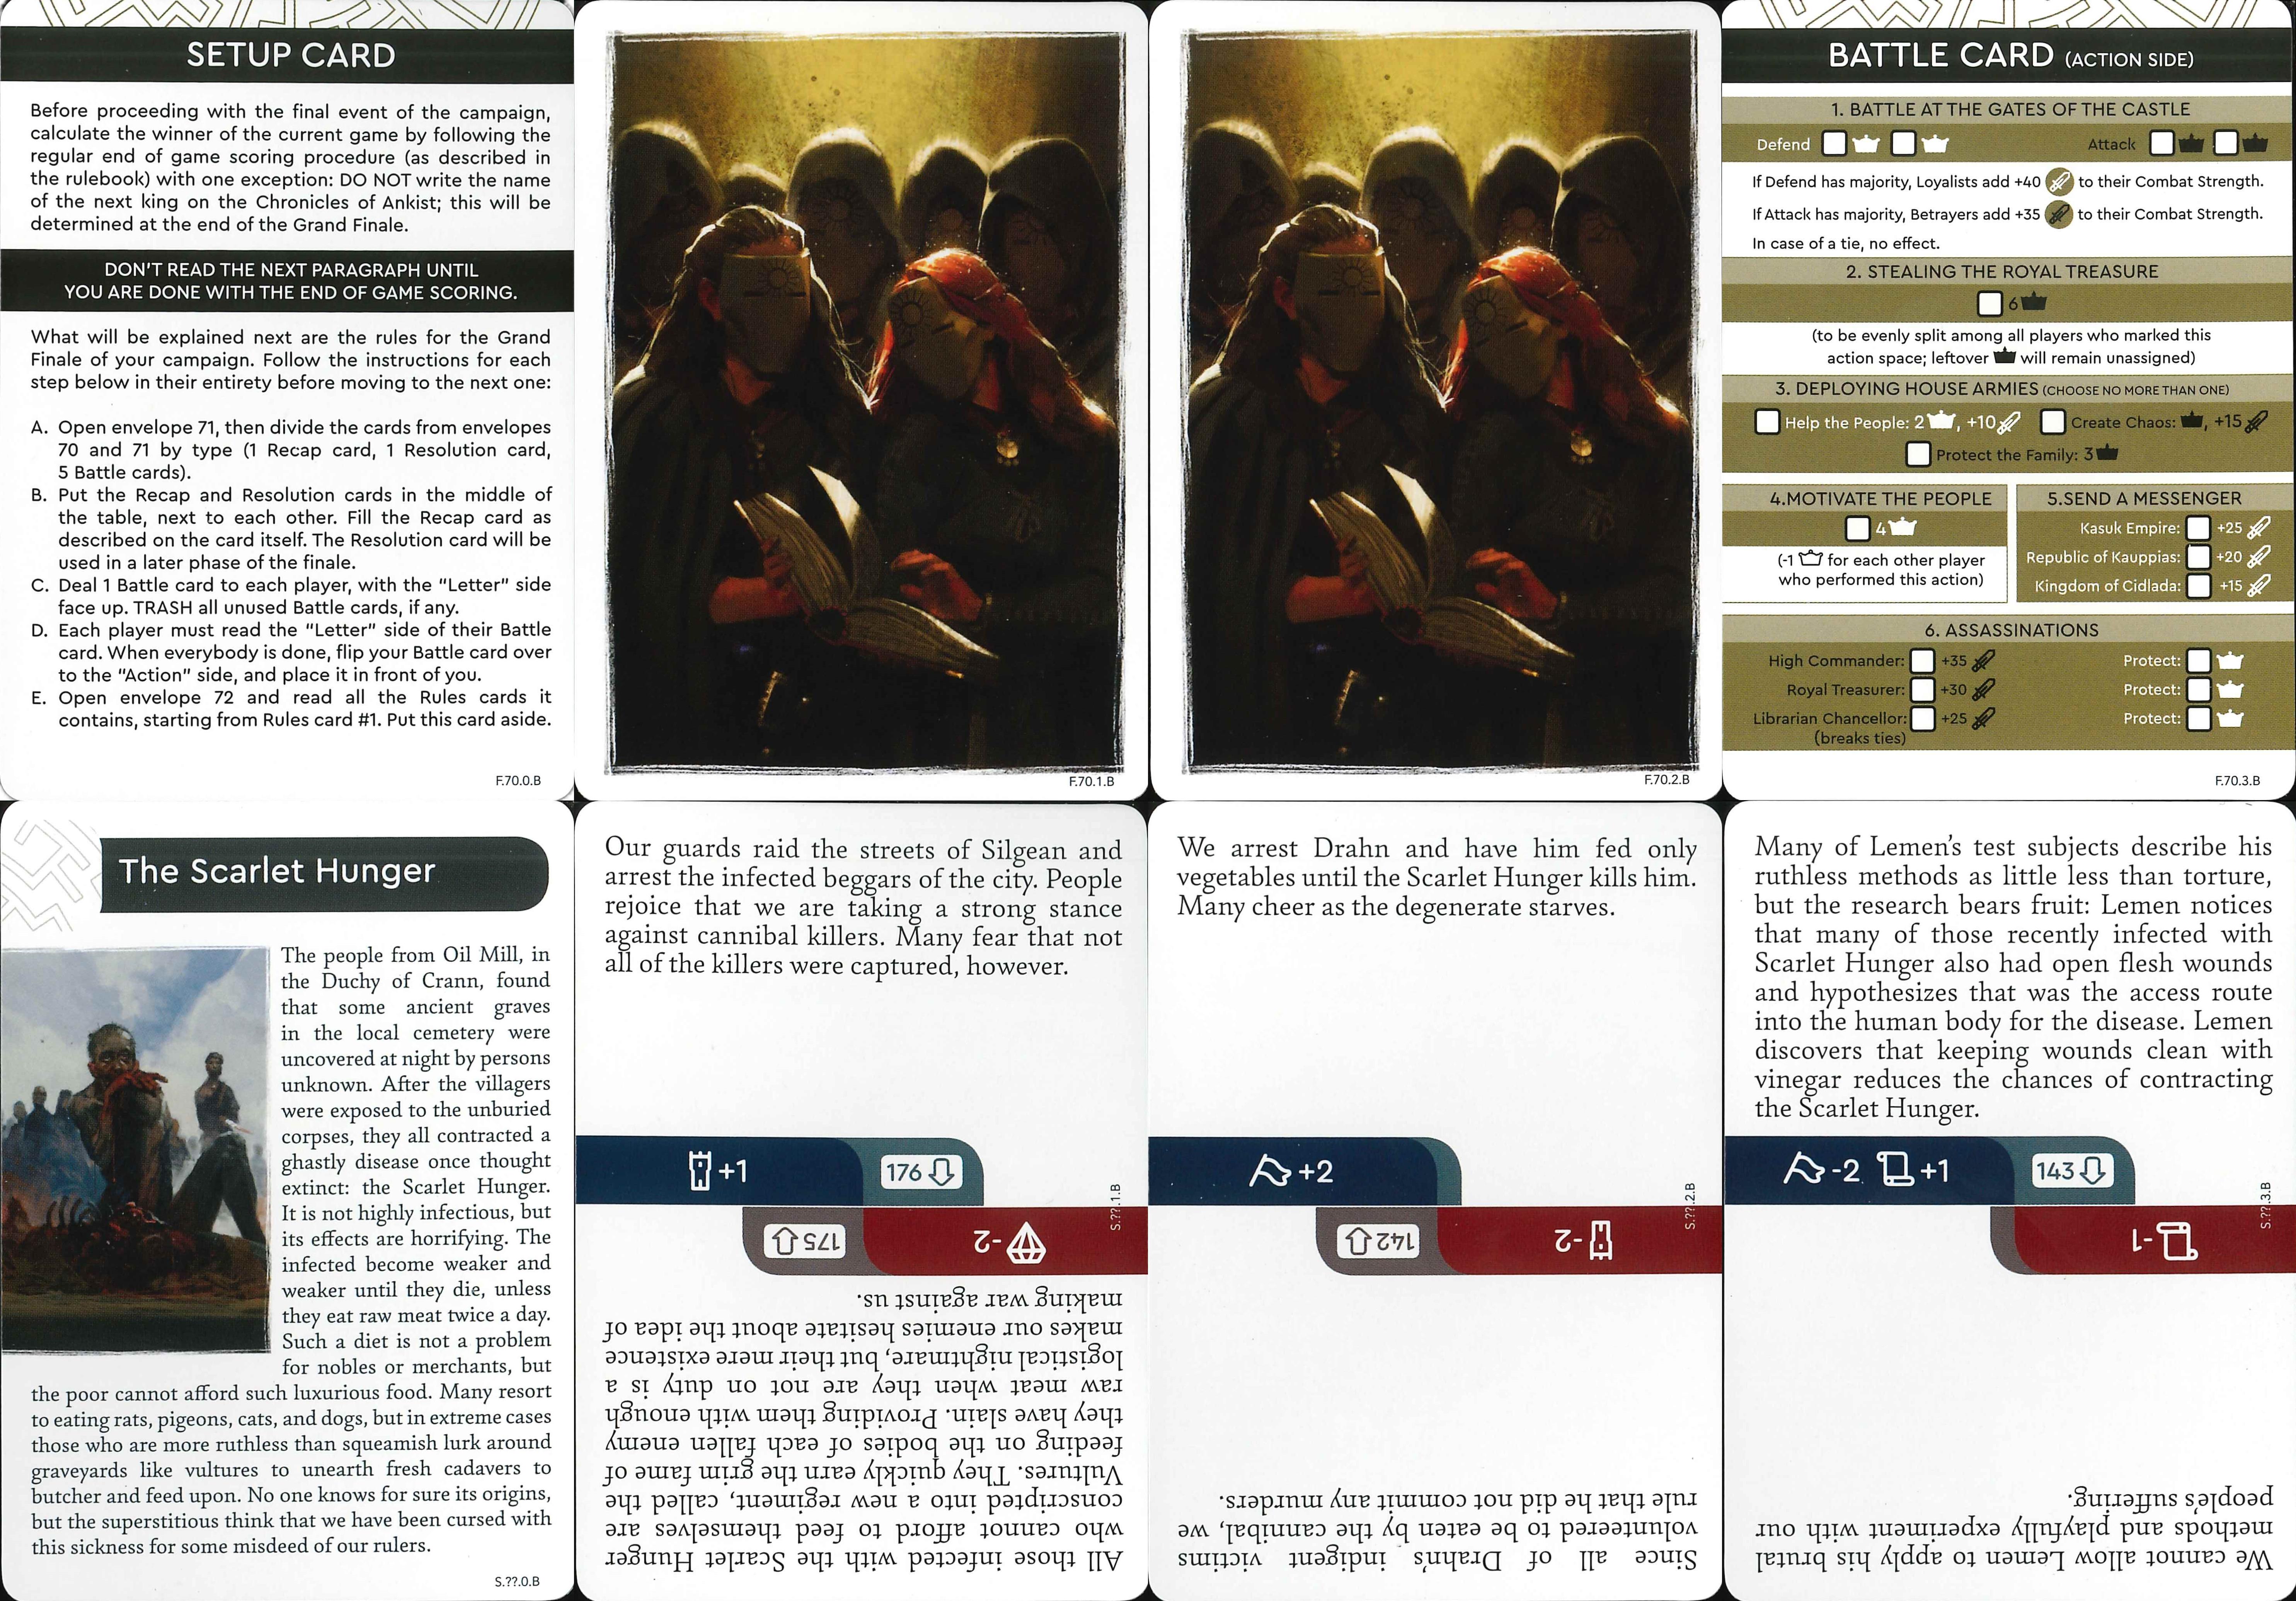 SETUP CARD
Before proceeding with the final event of the campaign,
calculate the winner of the current game by following the
regular end of game scoring procedure (as described in
the rulebook) with one exception: DO NOT write the name
of the next king on the Chronicles of Ankist; this will be
determined at the end of the Grand Finale.
DON'T READ THE NEXT PARAGRAPH UNTIL
YOU ARE DONE WITH THE END OF GAME SCORING.
What will be explained next are the rules for the Grand
Finale of your campaign. Follow the instructions for each
step below in their entirety before moving to the next one:
A. Open envelope 71, then divide the cards from envelopes
70 and 71 by type (1 Recap card, 1 Resolution card,
5 Battle cards).
B. Put the Recap and Resolution cards in the middle of
the table, next to each other. Fill the Recap card as
described on the card itself. The Resolution card will be
used in a later phase of the finale.
C. Deal 1 Battle card to each player, with the "Letter" side
face up. TRASH all unused Battle cards, if any.
D. Each player must read the "Letter" side of their Battle
card. When everybody is done, flip your Battle card over
to the "Action" side, and place it in front of you.
E. Open envelope 72 and read all the Rules cards it
contains, starting from Rules card #1. Put this card aside.
F.70.0.B
F.70.1.B
F.70.2.B
BATTLE CARD (ACTION SIDE)
1. BATTLE AT THE GATES OF THE CASTLE
Defend Attack
If Defend has majority, Loyalists add +40 to their Combat Strength.
If Attack has majority, Betrayers add +35 to their Combat Strength.
In case of a tie, no effect.
2. STEALING THE ROYAL TREASURE
6
(to be evenly split among all players who marked this
action space; leftover will remain unassigned)
3. DEPLOYING HOUSE ARMIES (CHOOSE NO MORE THAN ONE)
Help the People: 2 , +10 Create Chaos: , +15
Protect the Family: 3
4.MOTIVATE THE PEOPLE
4
(-1 for each other player
who performed this action)
5.SEND A MESSENGER
Kasuk Empire: +25
Republic of Kauppias: +20
Kingdom of Cidlada: +15
6. ASSASSINATIONS
High Commander: +35 Protect:
Royal Treasurer: +30 Protect:
Librarian Chancellor: +25 Protect:
(breaks ties)
F.70.3.B
The Scarlet Hunger
The people from Oil Mill, in
the Duchy of Crann, found
that some ancient graves
in the local cemetery were
uncovered at night by persons
unknown. After the villagers
were exposed to the unburied
corpses, they all contracted a
ghastly disease once thought
extinct: the Scarlet Hunger.
It is not highly infectious, but
its effects are horrifying. The
infected become weaker and
weaker until they die, unless
they eat raw meat twice a day.
Such a diet is not a problem
for nobles or merchants, but
the poor cannot afford such luxurious food. Many resort
to eating rats, pigeons, cats, and dogs, but in extreme cases
those who are more ruthless than squeamish lurk around
graveyards like vultures to unearth fresh cadavers to
butcher and feed upon. No one knows for sure its origins,
but the superstitious think that we have been cursed with
this sickness for some misdeed of our rulers.
S.??.0.B
Our guards raid the streets of Silgean and
arrest the infected beggars of the city. People
rejoice that we are taking a strong stance
against cannibal killers. Many fear that not
all of the killers were captured, however.
+1 176
S.??.1.B
-2 175
All those infected with the Scarlet Hunger
who cannot afford to feed themselves are
conscripted into a new regiment, called the
Vultures. They quickly earn the grim fame of
feeding on the bodies of each fallen enemy
they have slain. Providing them with enough
raw meat when they are not on duty is a
logistical nightmare, but their mere existence
makes our enemies hesitate about the idea of
making war against us.
We arrest Drahn and have him fed only
vegetables until the Scarlet Hunger kills him.
Many cheer as the degenerate starves.
+2
S.??.2.B
-2 142
Since all of Drahn's indigent victims
volunteered to be eaten by the cannibal, we
rule that he did not commit any murders.
Many of Lemen's test subjects describe his
ruthless methods as little less than torture,
but the research bears fruit: Lemen notices
that many of those recently infected with
Scarlet Hunger also had open flesh wounds
and hypothesizes that was the access route
into the human body for the disease. Lemen
discovers that keeping wounds clean with
vinegar reduces the chances of contracting
the Scarlet Hunger.
-2 +1 143
S.??.3.B
-1
We cannot allow Lemen to apply his brutal
methods and playfully experiment with our
people's suffering.